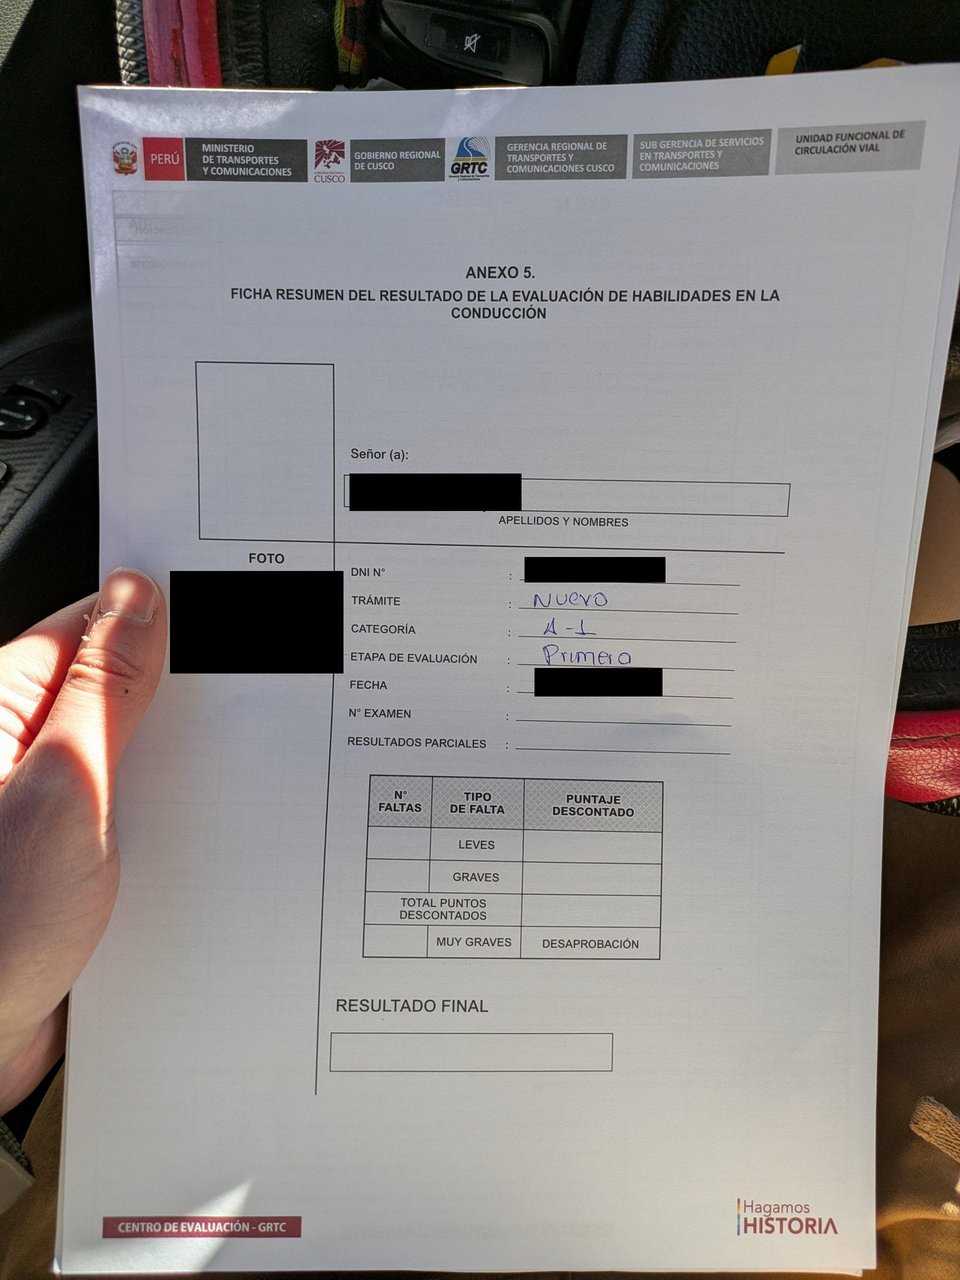 PERÚ
MINISTERIO
DE TRANSPORTES
Y COMUNICACIONES
CUSCO
GOBIERNO REGIONAL
DE CUSCO
GRTC
GERENCIA REGIONAL DE
TRANSPORTES Y
COMUNICACIONES CUSCO
SUB GERENCIA DE SERVICIOS
EN TRANSPORTES Y
COMUNICACIONES
UNIDAD FUNCIONAL DE
CIRCULACIÓN VIAL
ANEXO 5.
FICHA RESUMEN DEL RESULTADO DE LA EVALUACIÓN DE HABILIDADES EN LA
CONDUCCIÓN
Señor (a):
APELLIDOS Y NOMBRES
FOTO
DNI N° :
TRÁMITE : Nuevo
CATEGORÍA : A-1
ETAPA DE EVALUACIÓN : Primera
FECHA :
N° EXAMEN :
RESULTADOS PARCIALES :
N° FALTAS TIPO DE FALTA PUNTAJE DESCONTADO
LEVES
GRAVES
TOTAL PUNTOS
DESCONTADOS
MUY GRAVES DESAPROBACIÓN
RESULTADO FINAL
CENTRO DE EVALUACIÓN - GRTC
Hagamos
HISTORIA